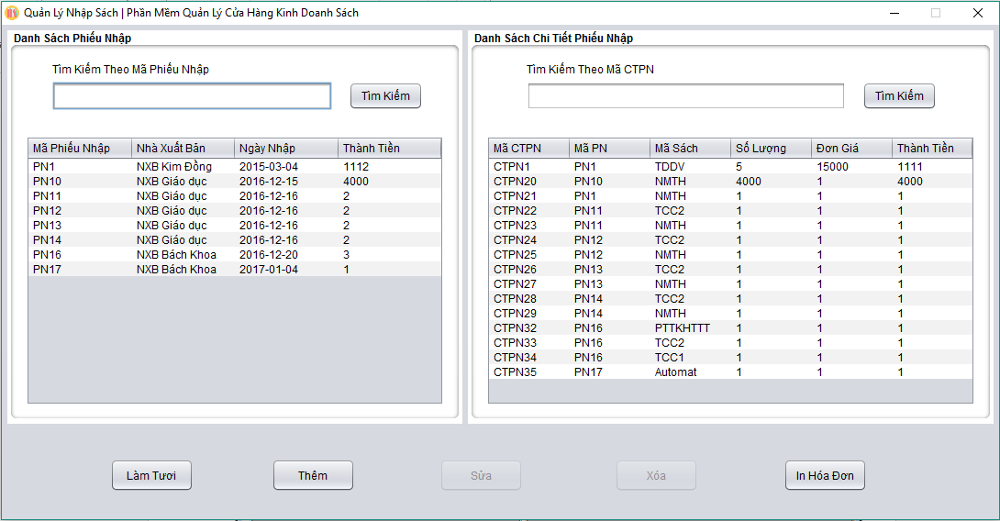 Quản Lý Nhập Sách | Phần Mềm Quản Lý Cửa Hàng Kinh Doanh Sách
Danh Sách Phiếu Nhập
Tìm Kiếm Theo Mã Phiếu Nhập
Tìm Kiếm
Mã Phiếu Nhập Nhà Xuất Bản Ngày Nhập Thành Tiền
PN1 NXB Kim Đồng 2015-03-04 1112
PN10 NXB Giáo dục 2016-12-15 4000
PN11 NXB Giáo dục 2016-12-16 2
PN12 NXB Giáo dục 2016-12-16 2
PN13 NXB Giáo dục 2016-12-16 2
PN14 NXB Giáo dục 2016-12-16 2
PN16 NXB Bách Khoa 2016-12-20 3
PN17 NXB Bách Khoa 2017-01-04 1
Danh Sách Chi Tiết Phiếu Nhập
Tìm Kiếm Theo Mã CTPN
Tìm Kiếm
Mã CTPN Mã PN Mã Sách Số Lượng Đơn Giá Thành Tiền
CTPN1 PN1 TDDV 5 15000 1111
CTPN20 PN10 NMTH 4000 1 4000
CTPN21 PN1 NMTH 1 1 1
CTPN22 PN11 TCC2 1 1 1
CTPN23 PN11 NMTH 1 1 1
CTPN24 PN12 TCC2 1 1 1
CTPN25 PN12 NMTH 1 1 1
CTPN26 PN13 TCC2 1 1 1
CTPN27 PN13 NMTH 1 1 1
CTPN28 PN14 TCC2 1 1 1
CTPN29 PN14 NMTH 1 1 1
CTPN32 PN16 PTTKHTTT 1 1 1
CTPN33 PN16 TCC2 1 1 1
CTPN34 PN16 TCC1 1 1 1
CTPN35 PN17 Automat 1 1 1
Làm Tươi Thêm Sửa Xóa In Hóa Đơn